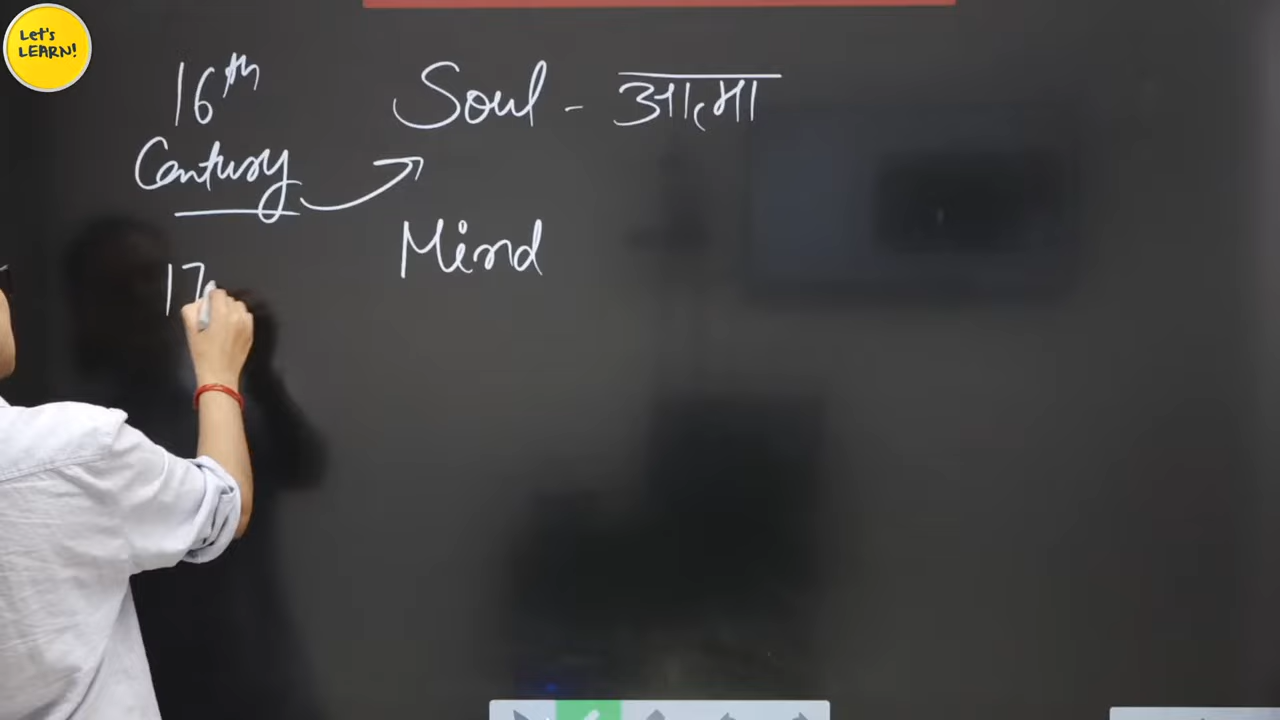 Let's
LEARN!
16th
Century
Soul - आत्मा
Mind
17